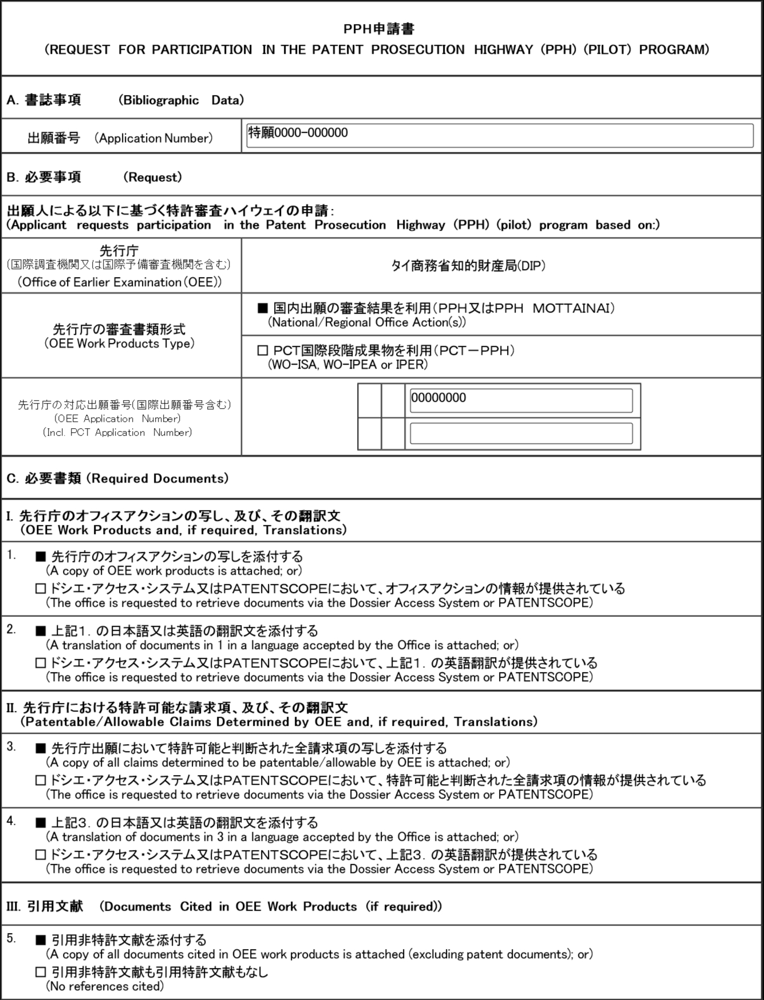 PPH申請書
(REQUEST FOR PARTICIPATION IN THE PATENT PROSECUTION HIGHWAY (PPH) (PILOT) PROGRAM)
A. 書誌事項 (Bibliographic Data)
出願番号 (Application Number)
特願0000-000000
B. 必要事項 (Request)
出願人による以下に基づく特許審査ハイウェイの申請:
(Applicant requests participation in the Patent Prosecution Highway (PPH) (pilot) program based on:)
先行庁
(国際調査機関又は国際予備審査機関を含む)
(Office of Earlier Examination(OEE))
タイ商務省知的財産局(DIP)
先行庁の審査書類形式
(OEE Work Products Type)
■ 国内出願の審査結果を利用(PPH又はPPH MOTTAINAI)
(National/Regional Office Action(s))
□ PCT国際段階成果物を利用(PCT－PPH)
(WO-ISA, WO-IPEA or IPER)
先行庁の対応出願番号(国際出願番号含む)
(OEE Application Number)
(Incl. PCT Application Number)
00000000
C. 必要書類 (Required Documents)
I. 先行庁のオフィスアクションの写し、及び、その翻訳文
(OEE Work Products and, if required, Translations)
1. ■ 先行庁のオフィスアクションの写しを添付する
(A copy of OEE work products is attached; or)
□ ドシエ・アクセス・システム又はPATENTSCOPEにおいて、オフィスアクションの情報が提供されている
(The office is requested to retrieve documents via the Dossier Access System or PATENTSCOPE)
2. ■ 上記1. の日本語又は英語の翻訳文を添付する
(A translation of documents in 1 in a language accepted by the Office is attached; or)
□ ドシエ・アクセス・システム又はPATENTSCOPEにおいて、上記1. の英語翻訳が提供されている
(The office is requested to retrieve documents via the Dossier Access System or PATENTSCOPE)
II. 先行庁における特許可能な請求項、及び、その翻訳文
(Patentable/Allowable Claims Determined by OEE and, if required, Translations)
3. ■ 先行庁出願において特許可能と判断された全請求項の写しを添付する
(A copy of all claims determined to be patentable/allowable by OEE is attached; or)
□ ドシエ・アクセス・システム又はPATENTSCOPEにおいて、特許可能と判断された全請求項の情報が提供されている
(The office is requested to retrieve documents via the Dossier Access System or PATENTSCOPE)
4. ■ 上記3. の日本語又は英語の翻訳文を添付する
(A translation of documents in 3 in a language accepted by the Office is attached; or)
□ ドシエ・アクセス・システム又はPATENTSCOPEにおいて、上記3. の英語翻訳が提供されている
(The office is requested to retrieve documents via the Dossier Access System or PATENTSCOPE)
III. 引用文献 (Documents Cited in OEE Work Products (if required))
5. ■ 引用非特許文献を添付する
(A copy of all documents cited in OEE work products is attached (excluding patent documents); or)
□ 引用非特許文献も引用特許文献もなし
(No references cited)